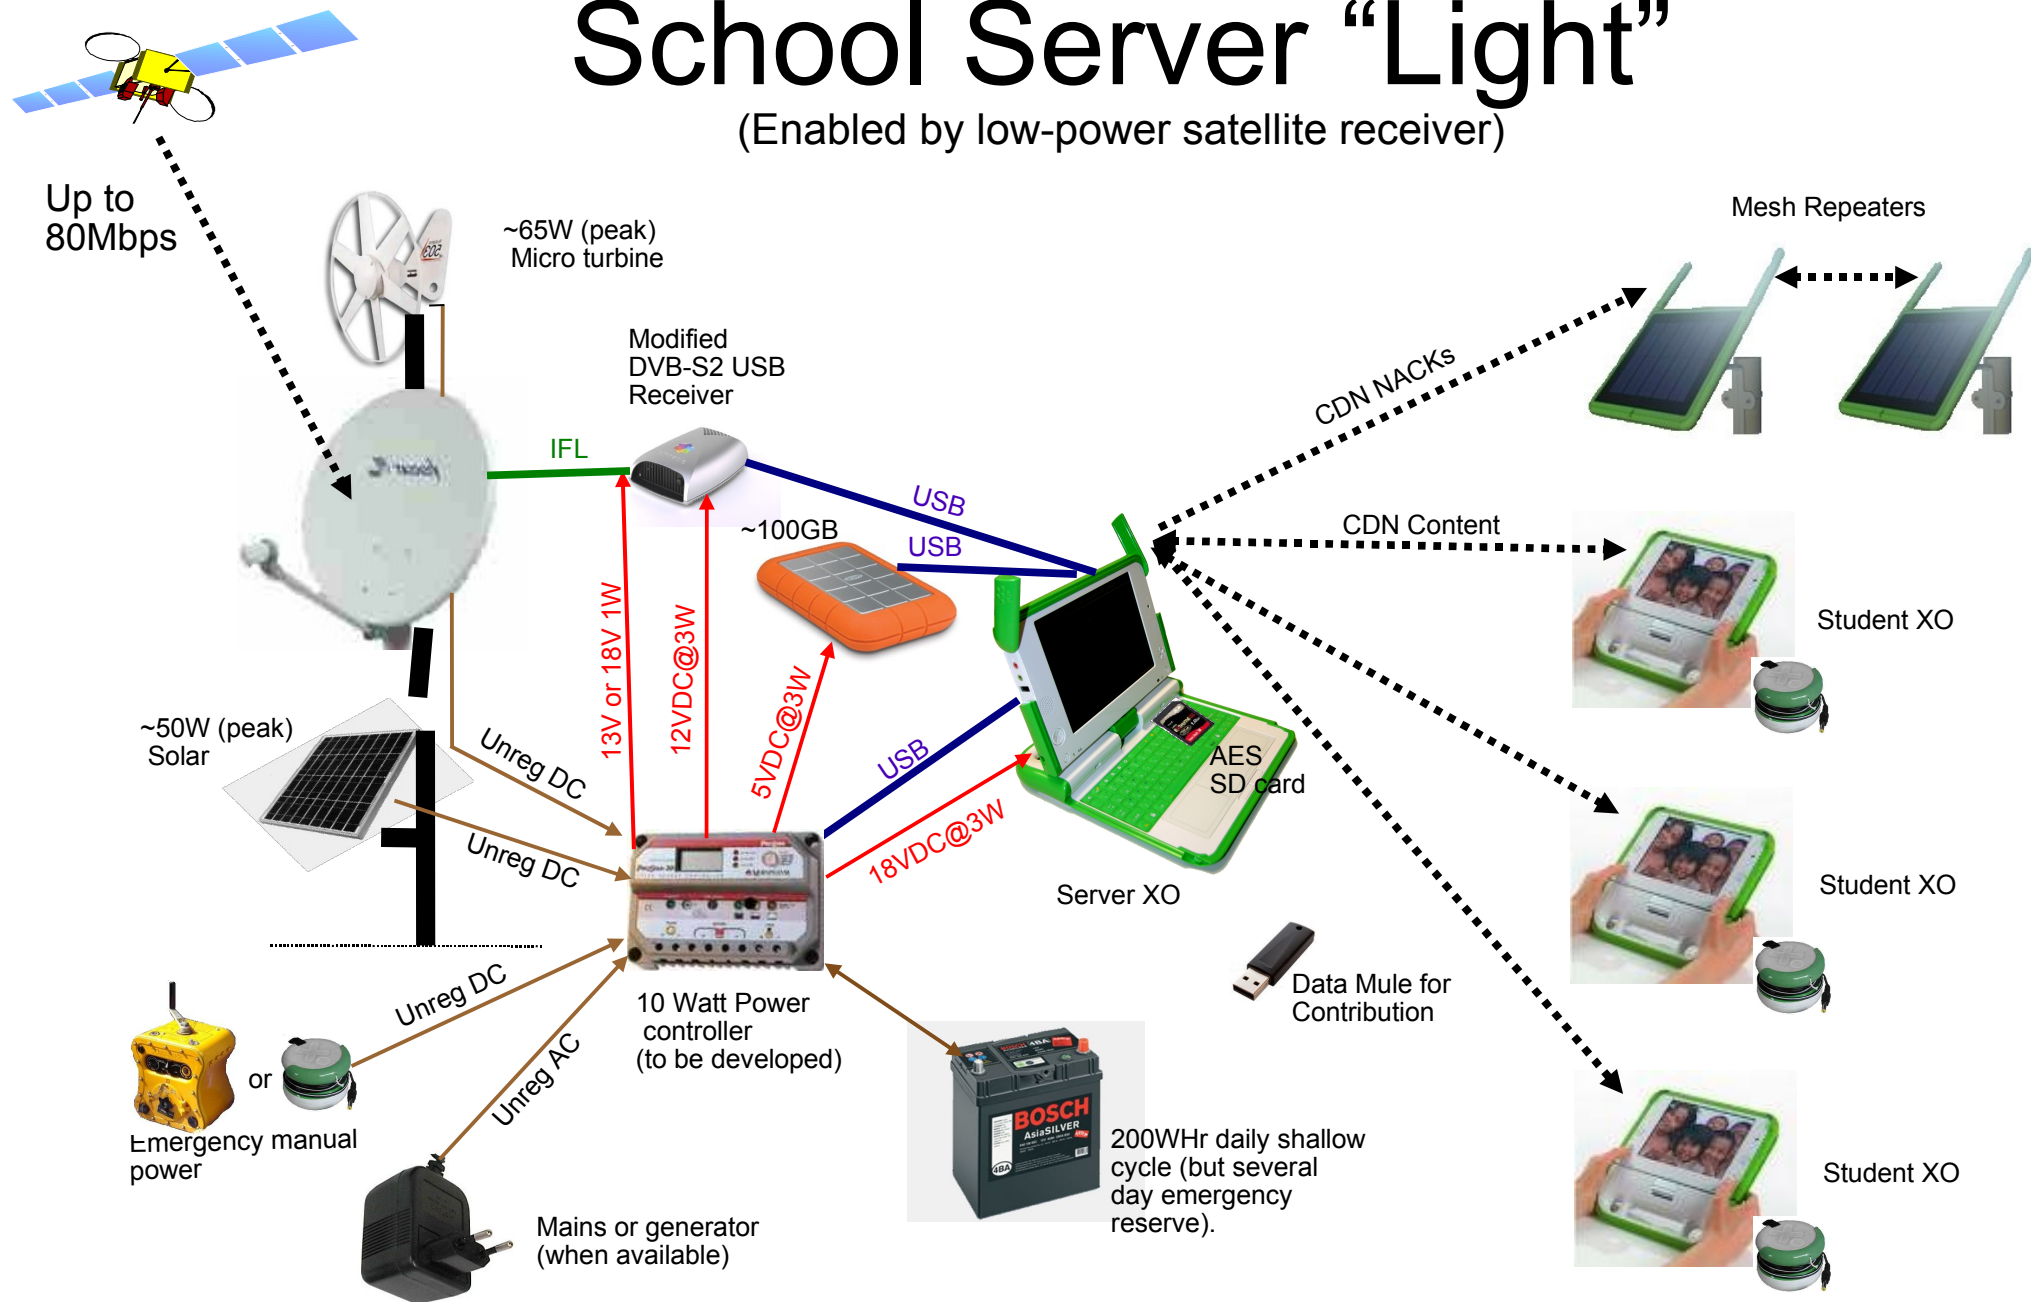 School Server “Light”
(Enabled by low-power satellite receiver)
Up to
80Mbps
~65W (peak)
Micro turbine
Mesh Repeaters
Modified
DVB-S2 USB
Receiver
IFL
CDN NACKs
USB
~100GB
USB
CDN Content
Student XO
13V or 18V 1W
12VDC@3W
5VDC@3W
~50W (peak)
Solar
Unreg DC
USB
AES
SD card
18VDC@3W
Unreg DC
Server XO
Student XO
Unreg DC
10 Watt Power
controller
(to be developed)
Data Mule for
Contribution
or
Unreg AC
Emergency manual
power
BOSCH
AsiaSILVER
48A
200WHr daily shallow
cycle (but several
day emergency
reserve).
Student XO
Mains or generator
(when available)